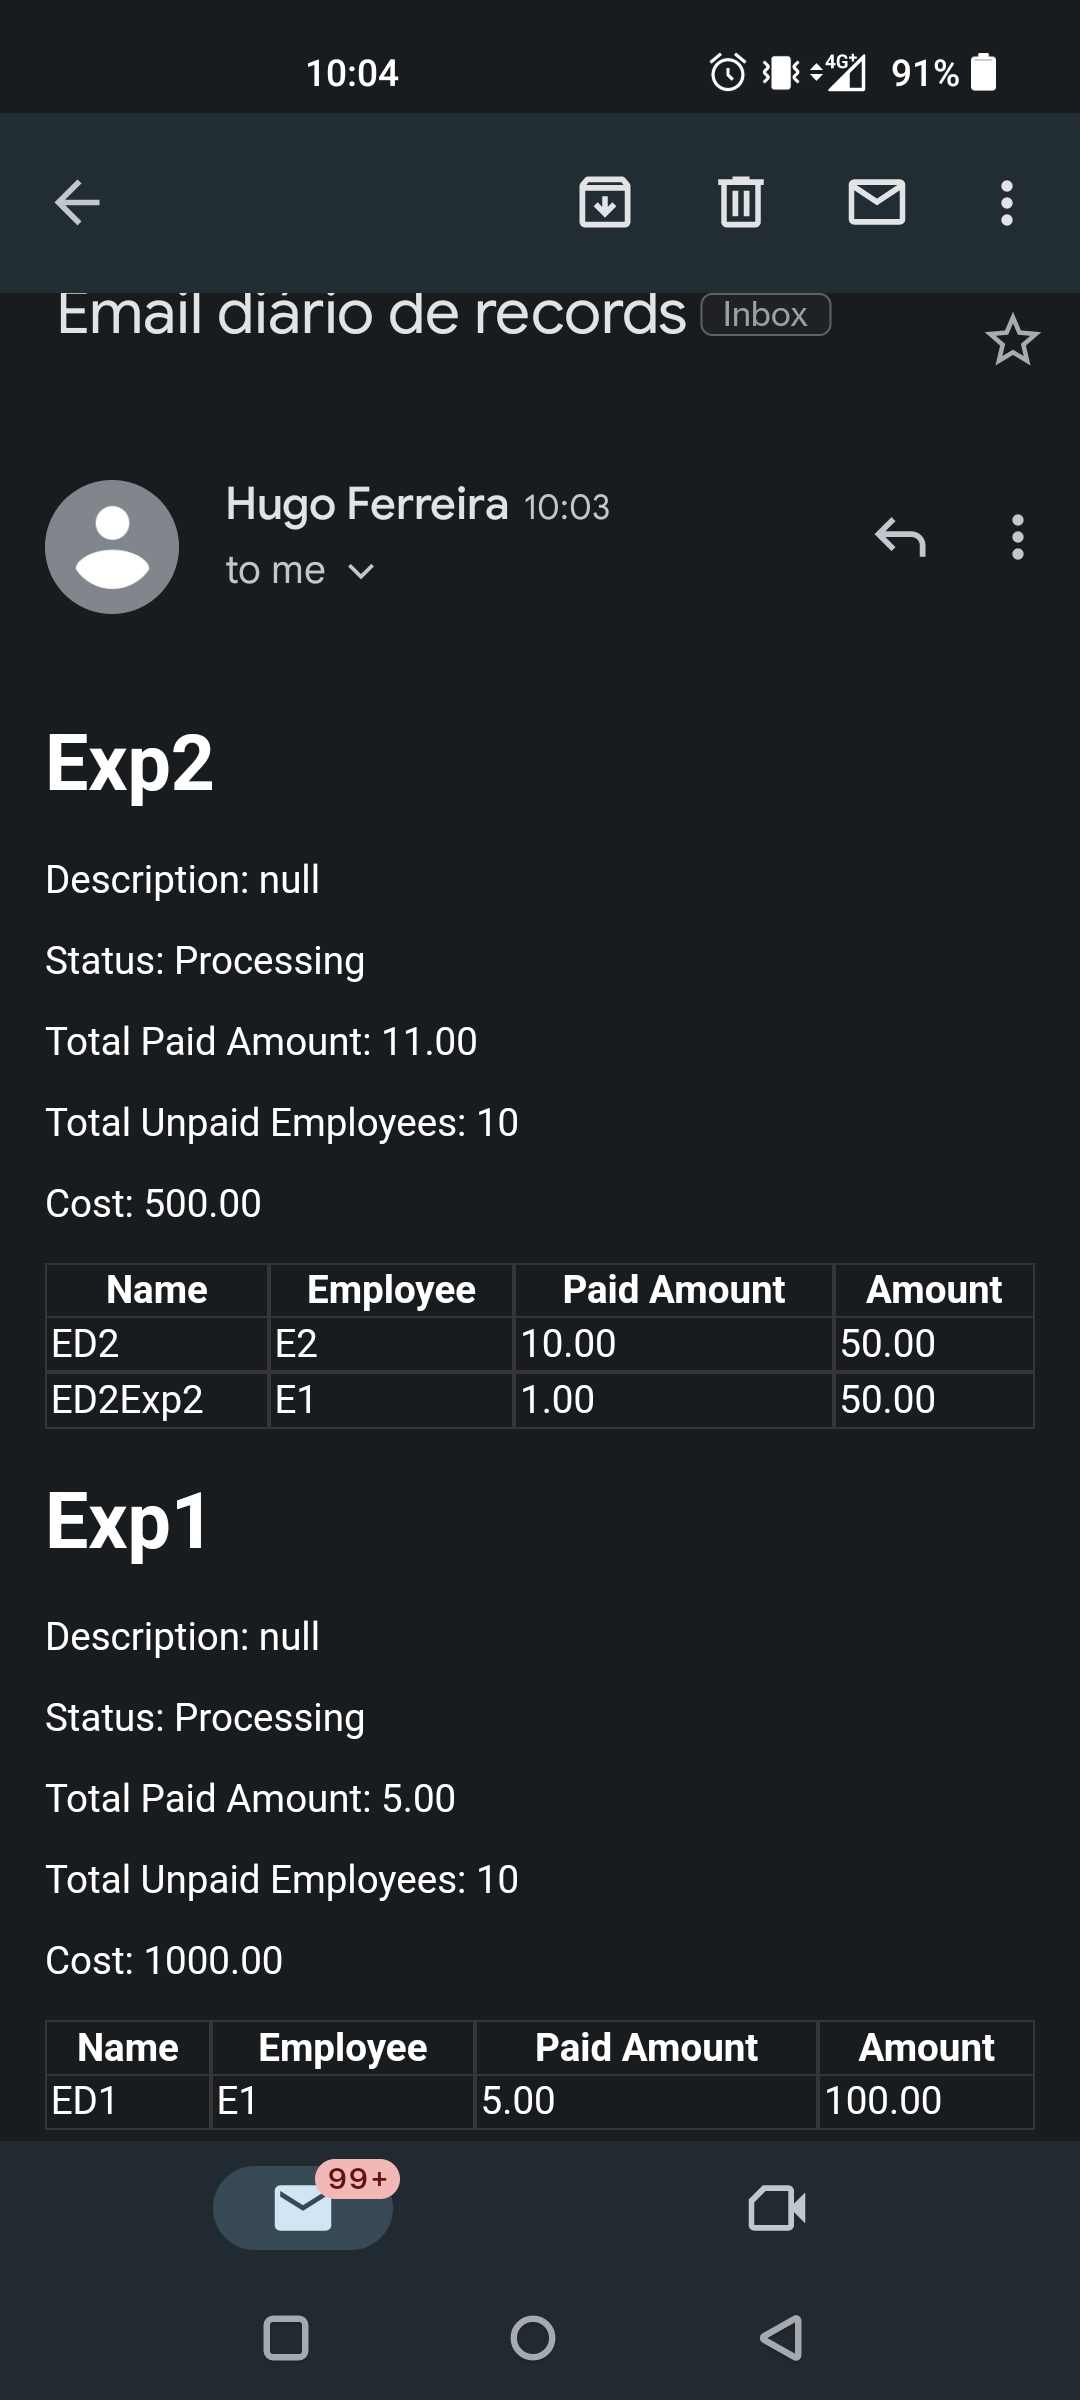 10:04
4G+ 91%
Email diário de records Inbox
Hugo Ferreira 10:03
to me
Exp2
Description: null
Status: Processing
Total Paid Amount: 11.00
Total Unpaid Employees: 10
Cost: 500.00
Name Employee Paid Amount Amount
ED2 E2 10.00 50.00
ED2Exp2 E1 1.00 50.00
Exp1
Description: null
Status: Processing
Total Paid Amount: 5.00
Total Unpaid Employees: 10
Cost: 1000.00
Name Employee Paid Amount Amount
ED1 E1 5.00 100.00
99+